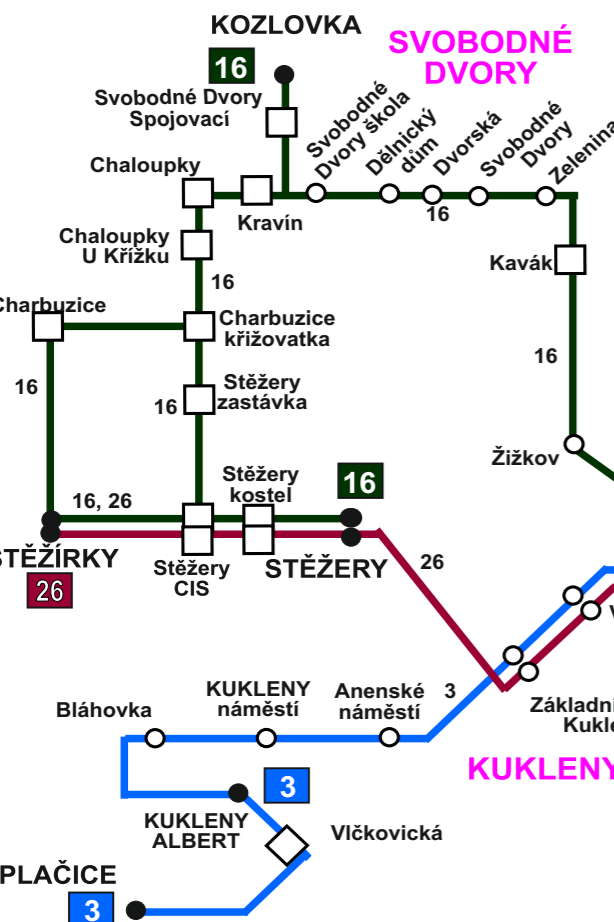 KOZLOVKA
16
SVOBODNÉ
DVORY
Svobodné Dvory
Spojovací
Svobodné
Dvory škola
Dělnický
dům
Dvorská
Svobodné
Dvory
Zelenina
Chaloupky
Kravín
16
Chaloupky
U Křížku
Kavák
16
Charbuzice
Charbuzice
křižovatka
16
16
Stěžery
zastávka
16
Žižkov
Stěžery
kostel
16
16, 26
STĚŽÍRKY
26
Stěžery
CIS
STĚŽERY
26
Základní
Kukle
KUKLENY
náměstí
Anenské
náměstí
3
Bláhovka
KUKLENY
3
KUKLENY
ALBERT
Vlčkovická
PLAČICE
3